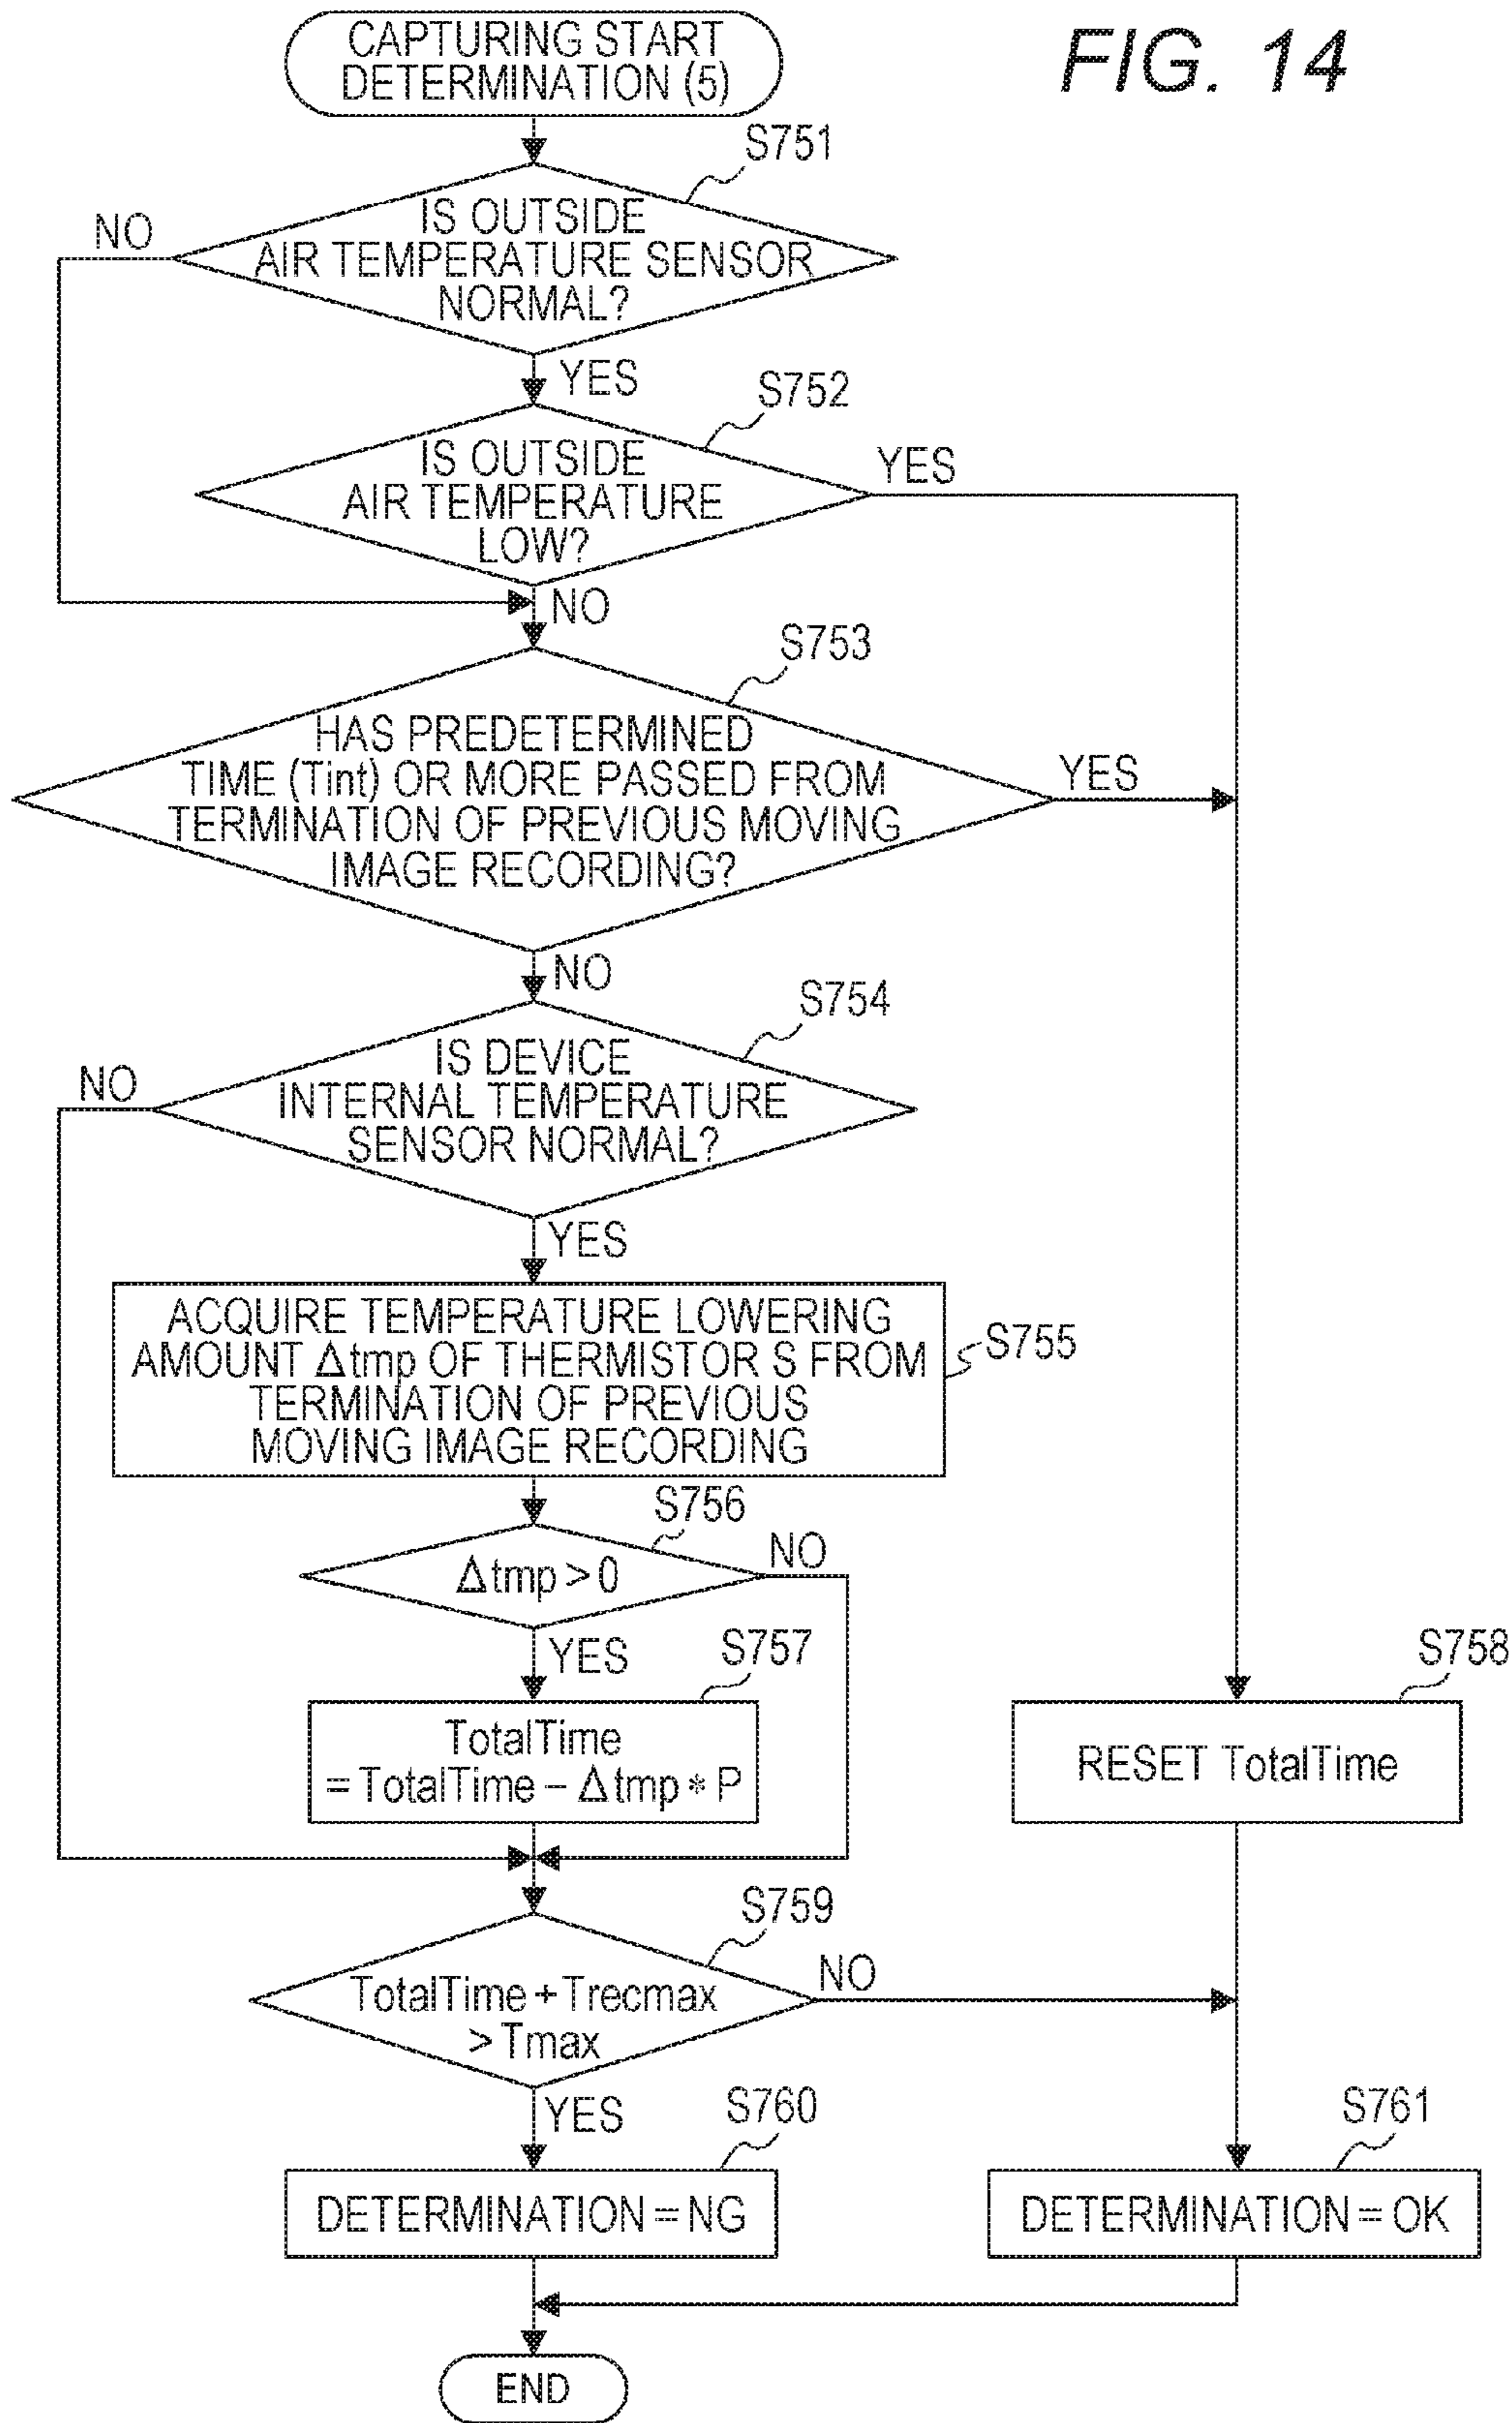 FIG. 14
CAPTURING START
DETERMINATION (5)
S751
IS OUTSIDE
AIR TEMPERATURE SENSOR
NORMAL?
NO
YES
S752
IS OUTSIDE
AIR TEMPERATURE
LOW?
YES
NO
S753
HAS PREDETERMINED
TIME (Tint) OR MORE PASSED FROM
TERMINATION OF PREVIOUS MOVING
IMAGE RECORDING?
YES
NO
S754
IS DEVICE
INTERNAL TEMPERATURE
SENSOR NORMAL?
NO
YES
ACQUIRE TEMPERATURE LOWERING
AMOUNT Δtmp OF THERMISTOR S FROM
TERMINATION OF PREVIOUS
MOVING IMAGE RECORDING
S755
S756
Δtmp > 0
NO
YES
S757
TotalTime
= TotalTime – Δtmp * P
S758
RESET TotalTime
S759
TotalTime + Trecmax
> Tmax
NO
YES
S760
DETERMINATION = NG
S761
DETERMINATION = OK
END